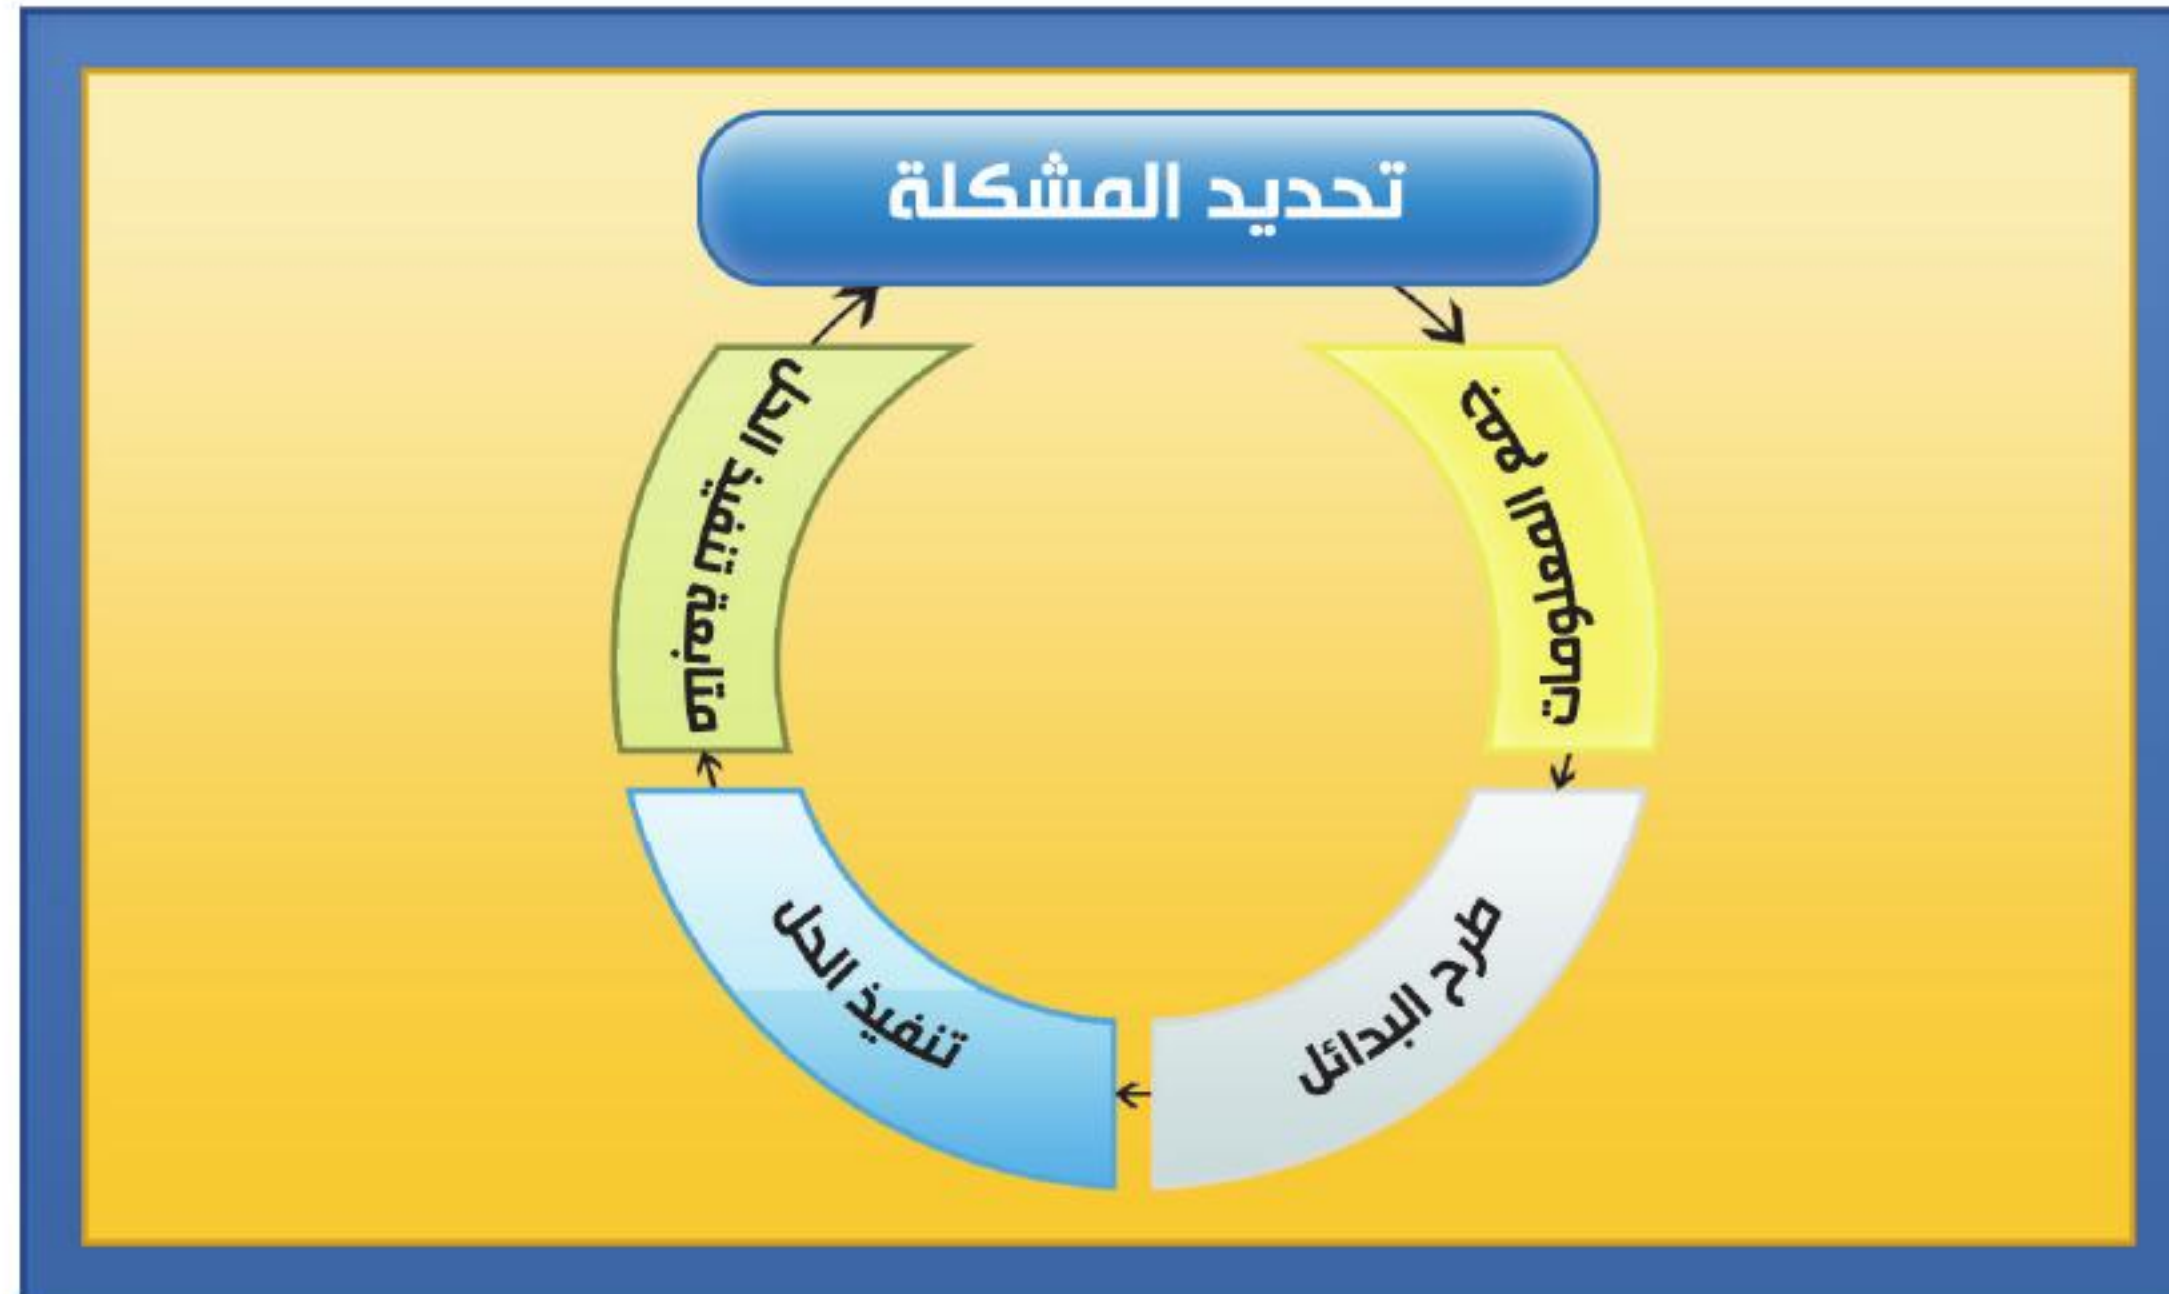 تحديد المشكلة
جمع المعلومات
طرح البدائل
تنفيذ الحل
متابعة تنفيذ الحل